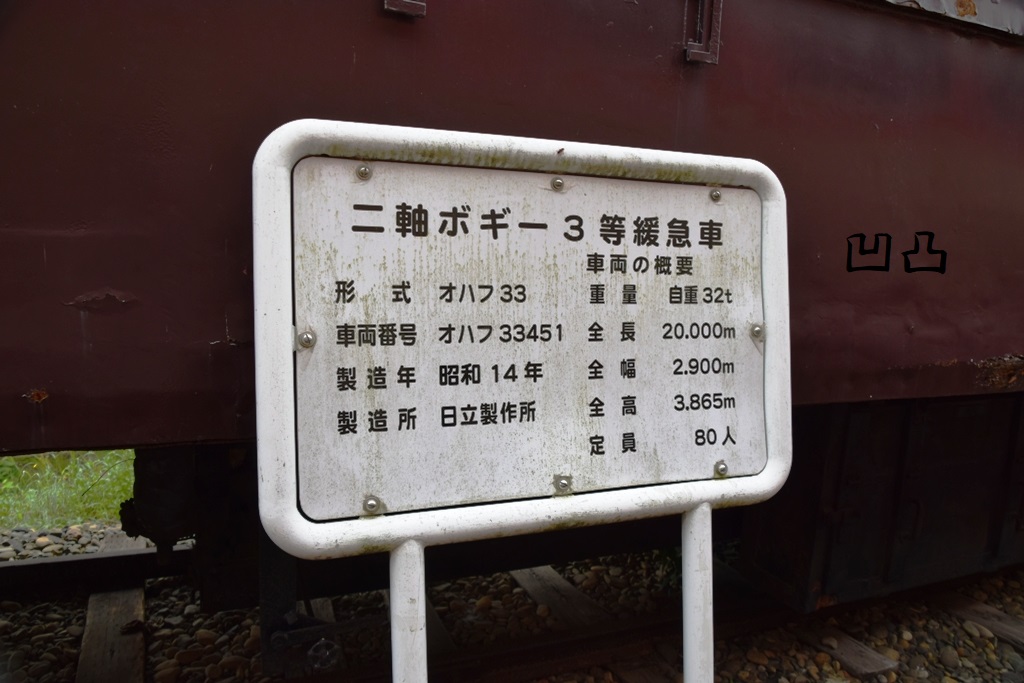 二軸ボギー3等緩急車
車両の概要
形 式 オハフ33 重 量 自重32t
車両番号 オハフ33451 全 長 20.000m
製造年 昭和14年 全 幅 2.900m
製造所 日立製作所 全 高 3.865m
定 員 80人
凹凸